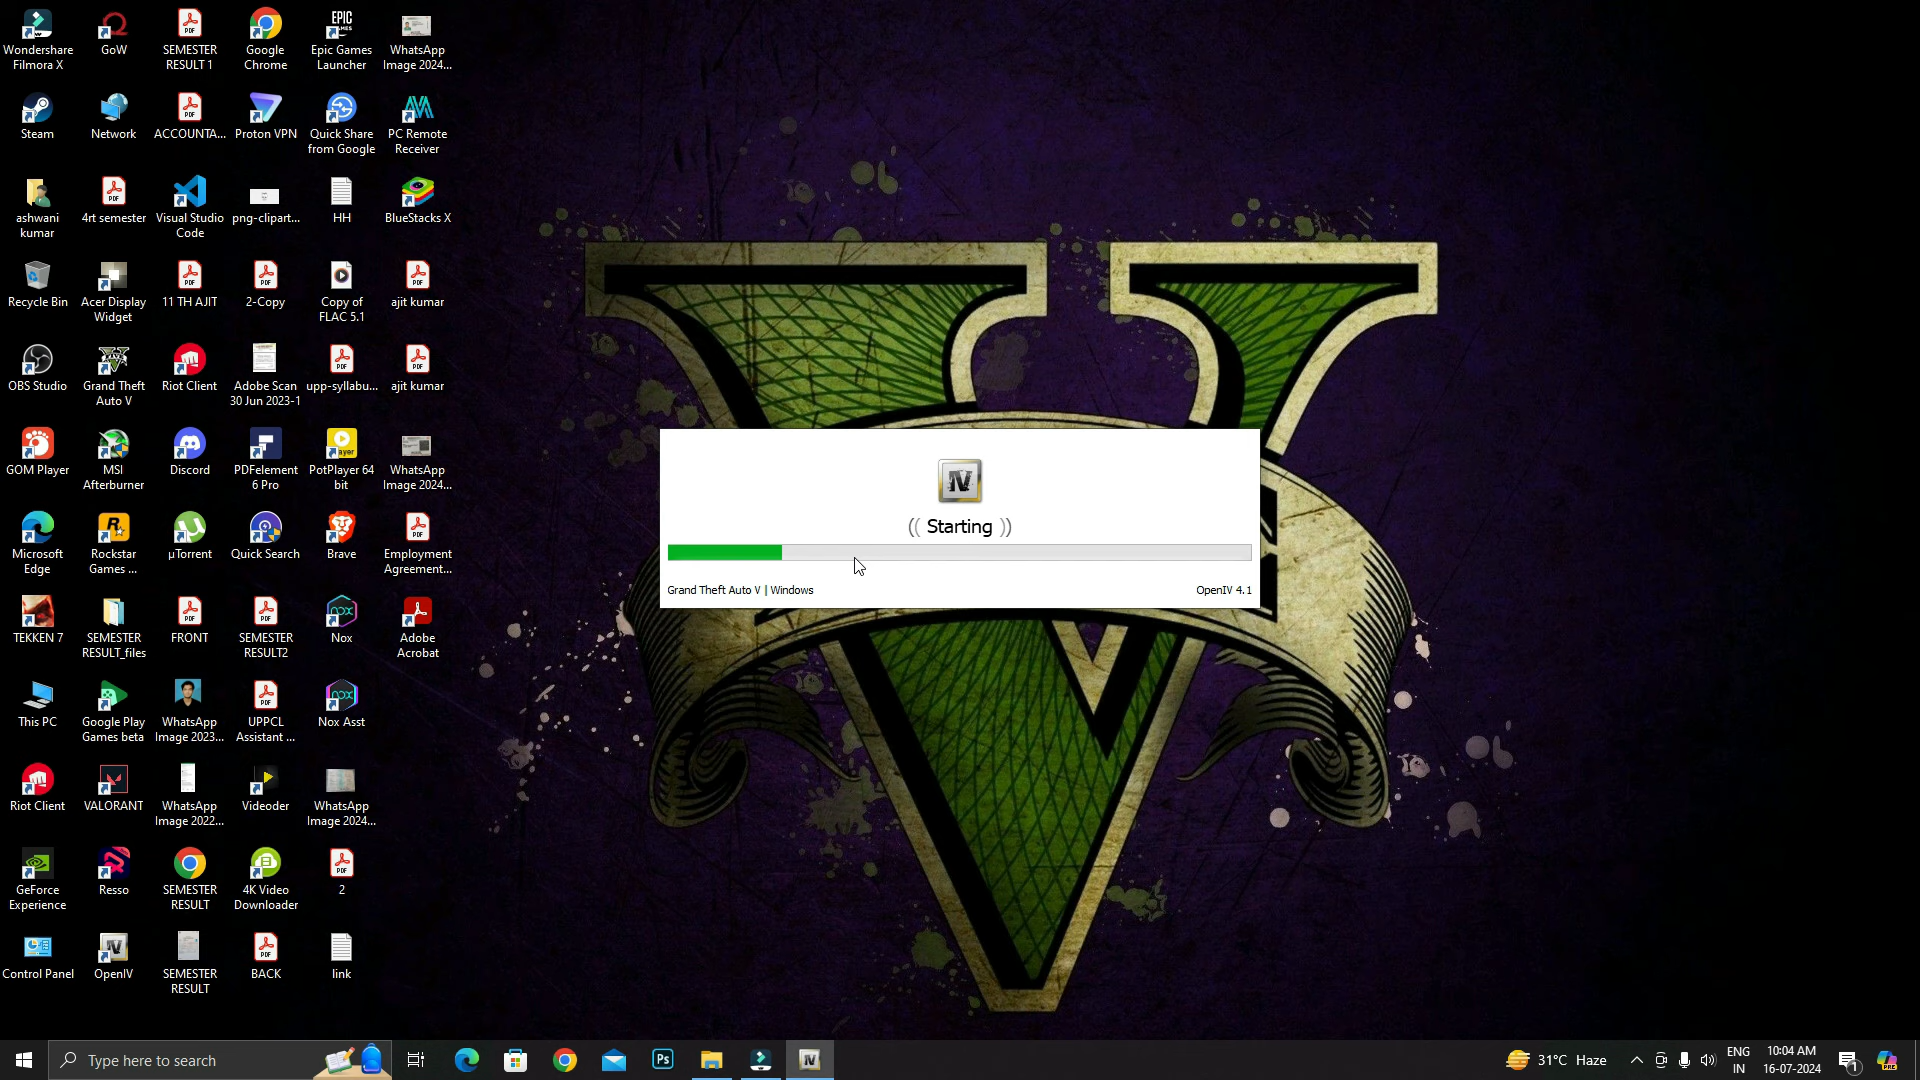 Wondershare
Filmora X
GoW
SEMESTER
RESULT 1
Google
Chrome
EPIC
GAMES
Epic Games
Launcher
WhatsApp
Image 2024...
Steam
Network
ACCOUNTA...
Proton VPN
Quick Share
from Google
PC Remote
Receiver
ashwani
kumar
4rt semester
Visual Studio
Code
png-clipart...
HH
BlueStacks X
Recycle Bin
Acer Display
Widget
11 TH AJIT
2-Copy
Copy of
FLAC 5.1
ajit kumar
OBS Studio
Grand Theft
Auto V
Riot Client
Adobe Scan
30 Jun 2023-1
upp-syllabu...
ajit kumar
GOM Player
MSI
Afterburner
Discord
PDFelement
6 Pro
PotPlayer 64
bit
WhatsApp
Image 2024...
IV
(( Starting ))
Grand Theft Auto V | Windows
OpenIV 4.1
Microsoft
Edge
Rockstar
Games ...
µTorrent
Quick Search
Brave
Employment
Agreement...
TEKKEN 7
SEMESTER
RESULT_files
FRONT
SEMESTER
RESULT2
Nox
Adobe
Acrobat
This PC
Google Play
Games beta
WhatsApp
Image 2023...
UPPCL
Assistant ...
Nox Asst
Riot Client
VALORANT
WhatsApp
Image 2022...
Videoder
WhatsApp
Image 2024...
GeForce
Experience
Resso
SEMESTER
RESULT
4K Video
Downloader
2
Control Panel
OpenIV
SEMESTER
RESULT
BACK
link
Type here to search
Ps
31°C Haze
ENG
IN
10:04 AM
16-07-2024
1